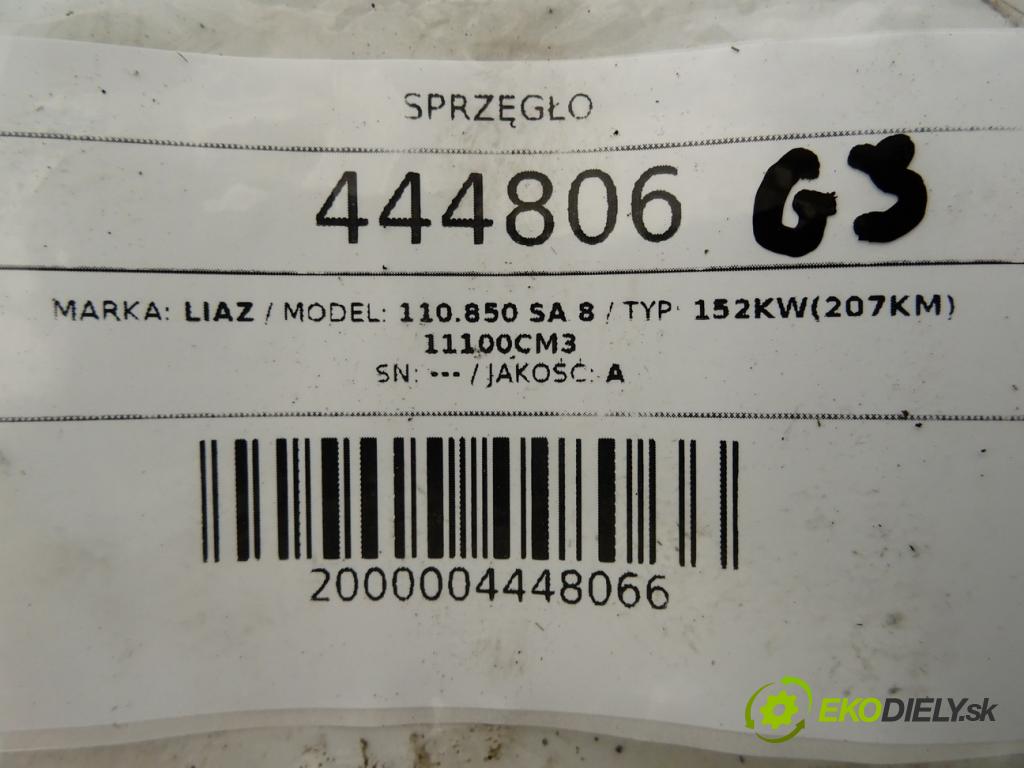 SPRZĘGŁO
444806 G3
MARKA: LIAZ / MODEL: 110.850 SA 8 / TYP: 152KW(207KM)
11100CM3
SN: --- / JAKOŚĆ: A
2000004448066
EKODIELY.sk